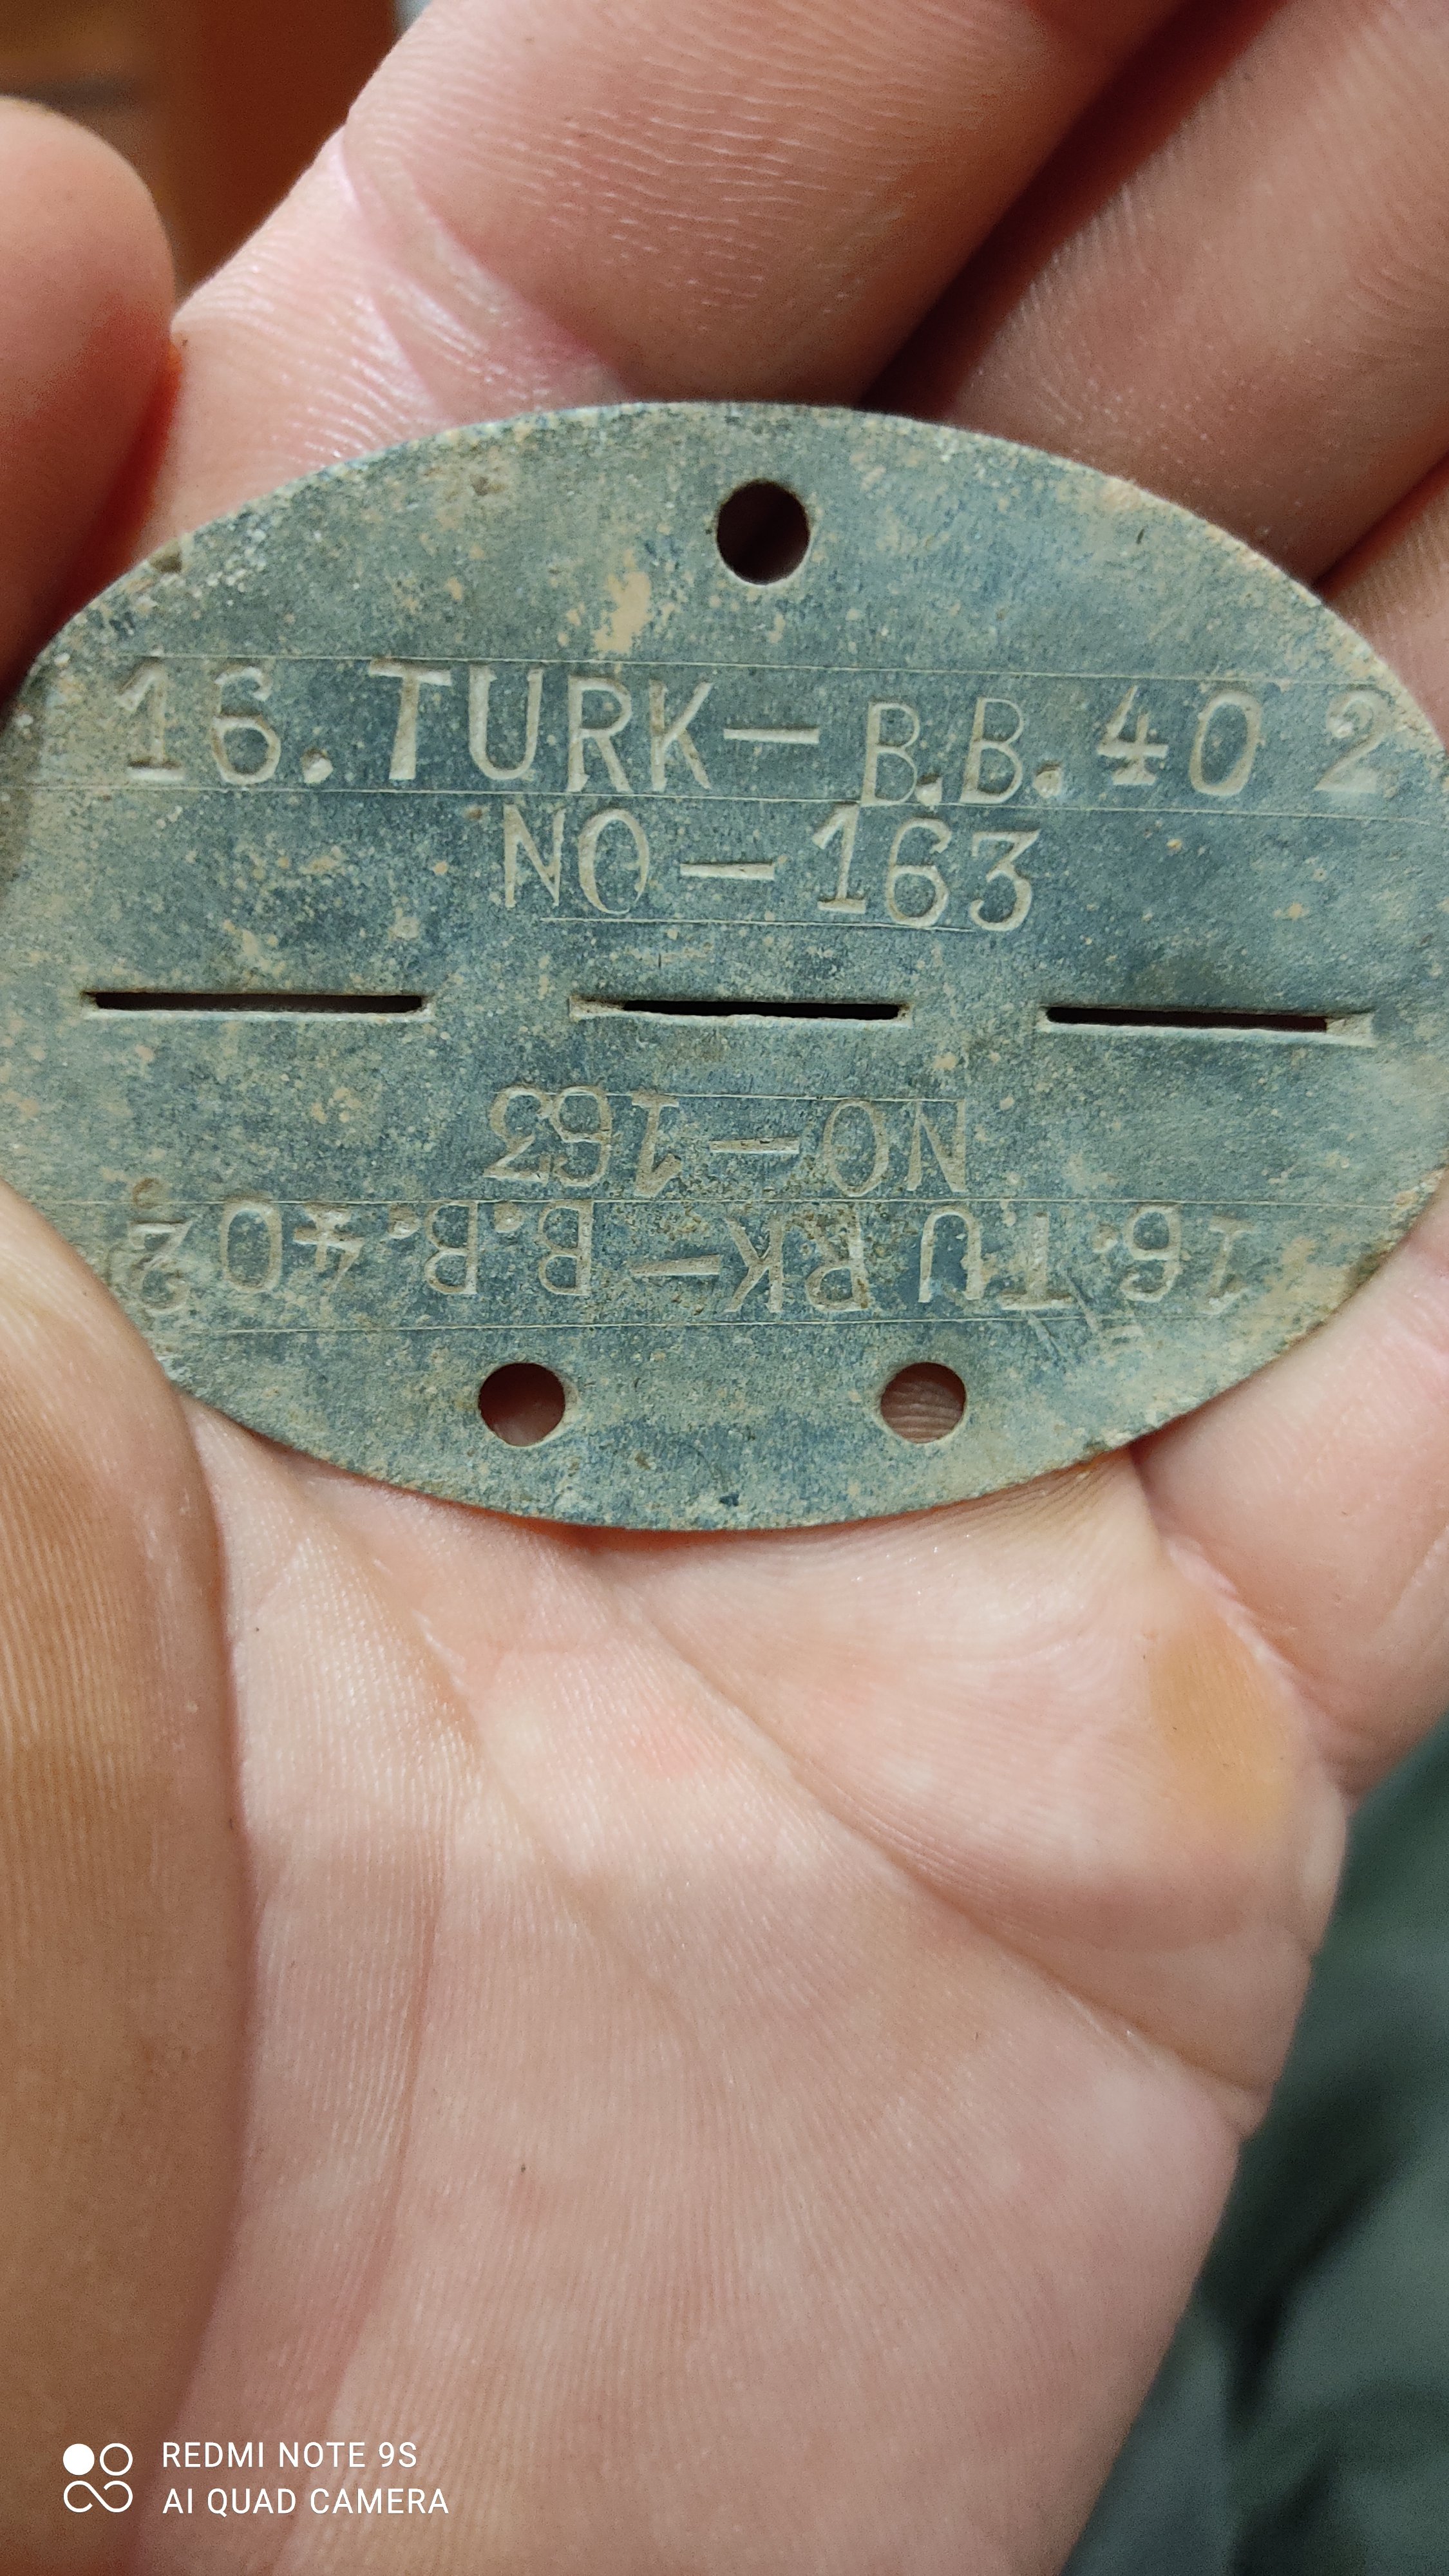 16.TURK-B.B.402
NO-163
NO-163
16.TURK-B.B.402
REDMI NOTE 9S
AI QUAD CAMERA